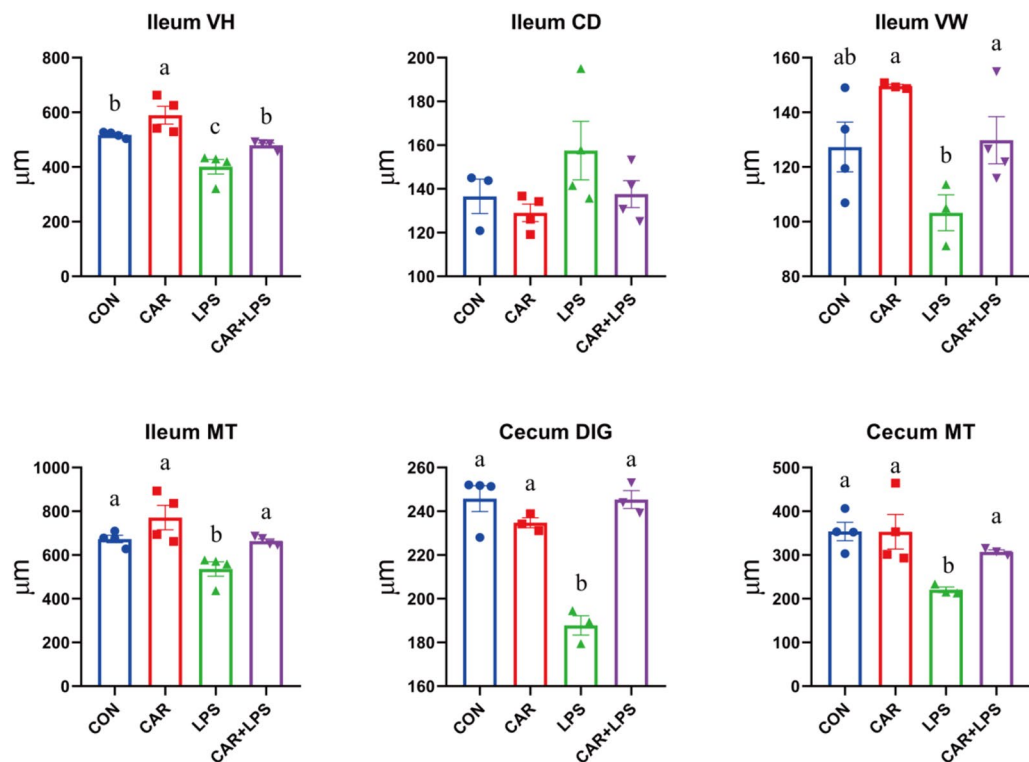 Ileum VH
800
600
400
200
0
μm
b
a
c
b
CON
CAR
LPS
CAR+LPS
Ileum CD
200
180
160
140
120
100
μm
CON
CAR
LPS
CAR+LPS
Ileum VW
160
140
120
100
80
μm
ab
a
b
a
CON
CAR
LPS
CAR+LPS
Ileum MT
1000
800
600
400
200
0
μm
a
a
b
a
CON
CAR
LPS
CAR+LPS
Cecum DIG
260
240
220
200
180
160
μm
a
a
b
a
CON
CAR
LPS
CAR+LPS
Cecum MT
500
400
300
200
100
0
μm
a
a
b
a
CON
CAR
LPS
CAR+LPS